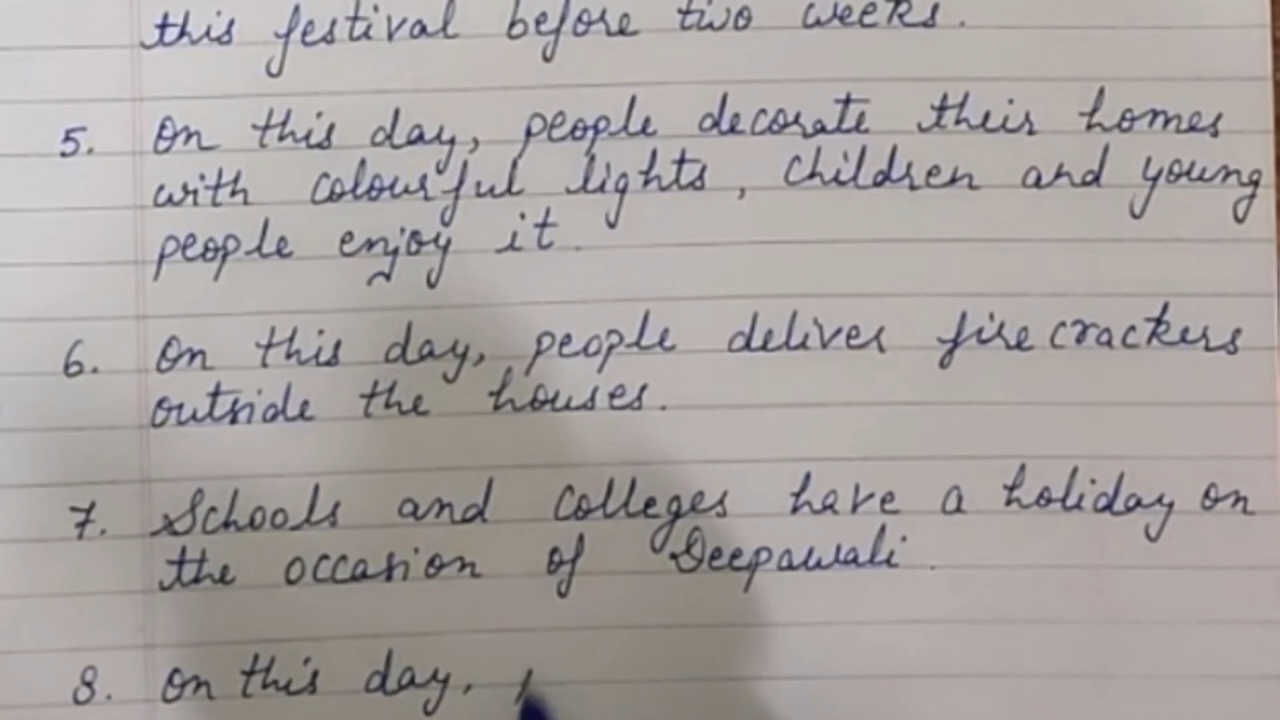 this festival before two weeks.
5. On this day, people decorate their homes
with colourful lights, children and young
people enjoy it.
6. On this day, people deliver fire crackers
outside the houses.
7. Schools and colleges have a holiday on
the occasion of Deepawali.
8. On this day,